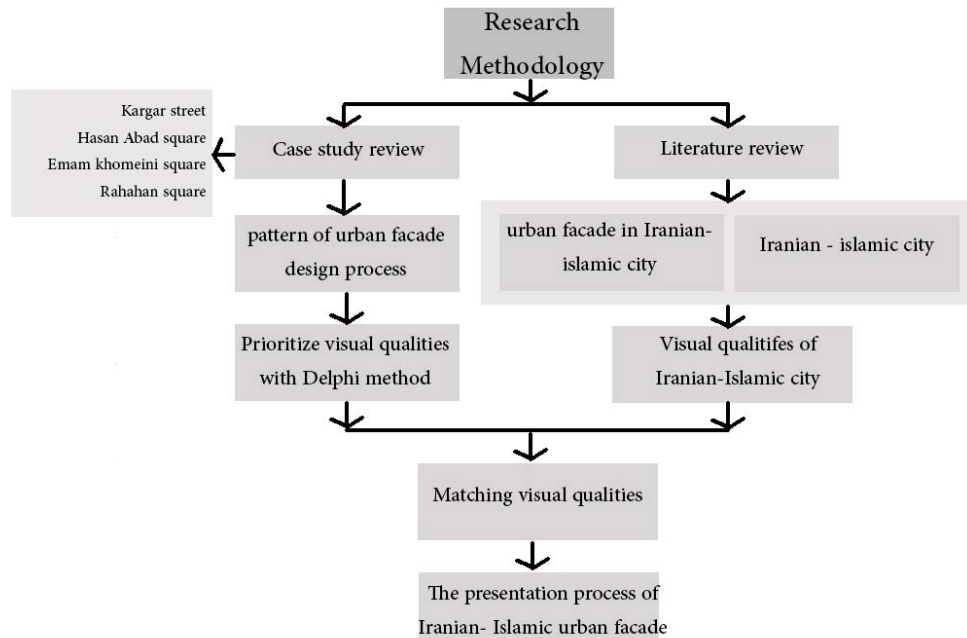 Research
Methodology
Kargar street
Hasan Abad square
Emam khomeini square
Rahahan square
Case study review
Literature review
pattern of urban facade
design process
urban facade in Iranian-
islamic city
Iranian - islamic city
Prioritize visual qualities
with Delphi method
Visual qualitifes of
Iranian-Islamic city
Matching visual qualities
The presentation process of
Iranian- Islamic urban facade